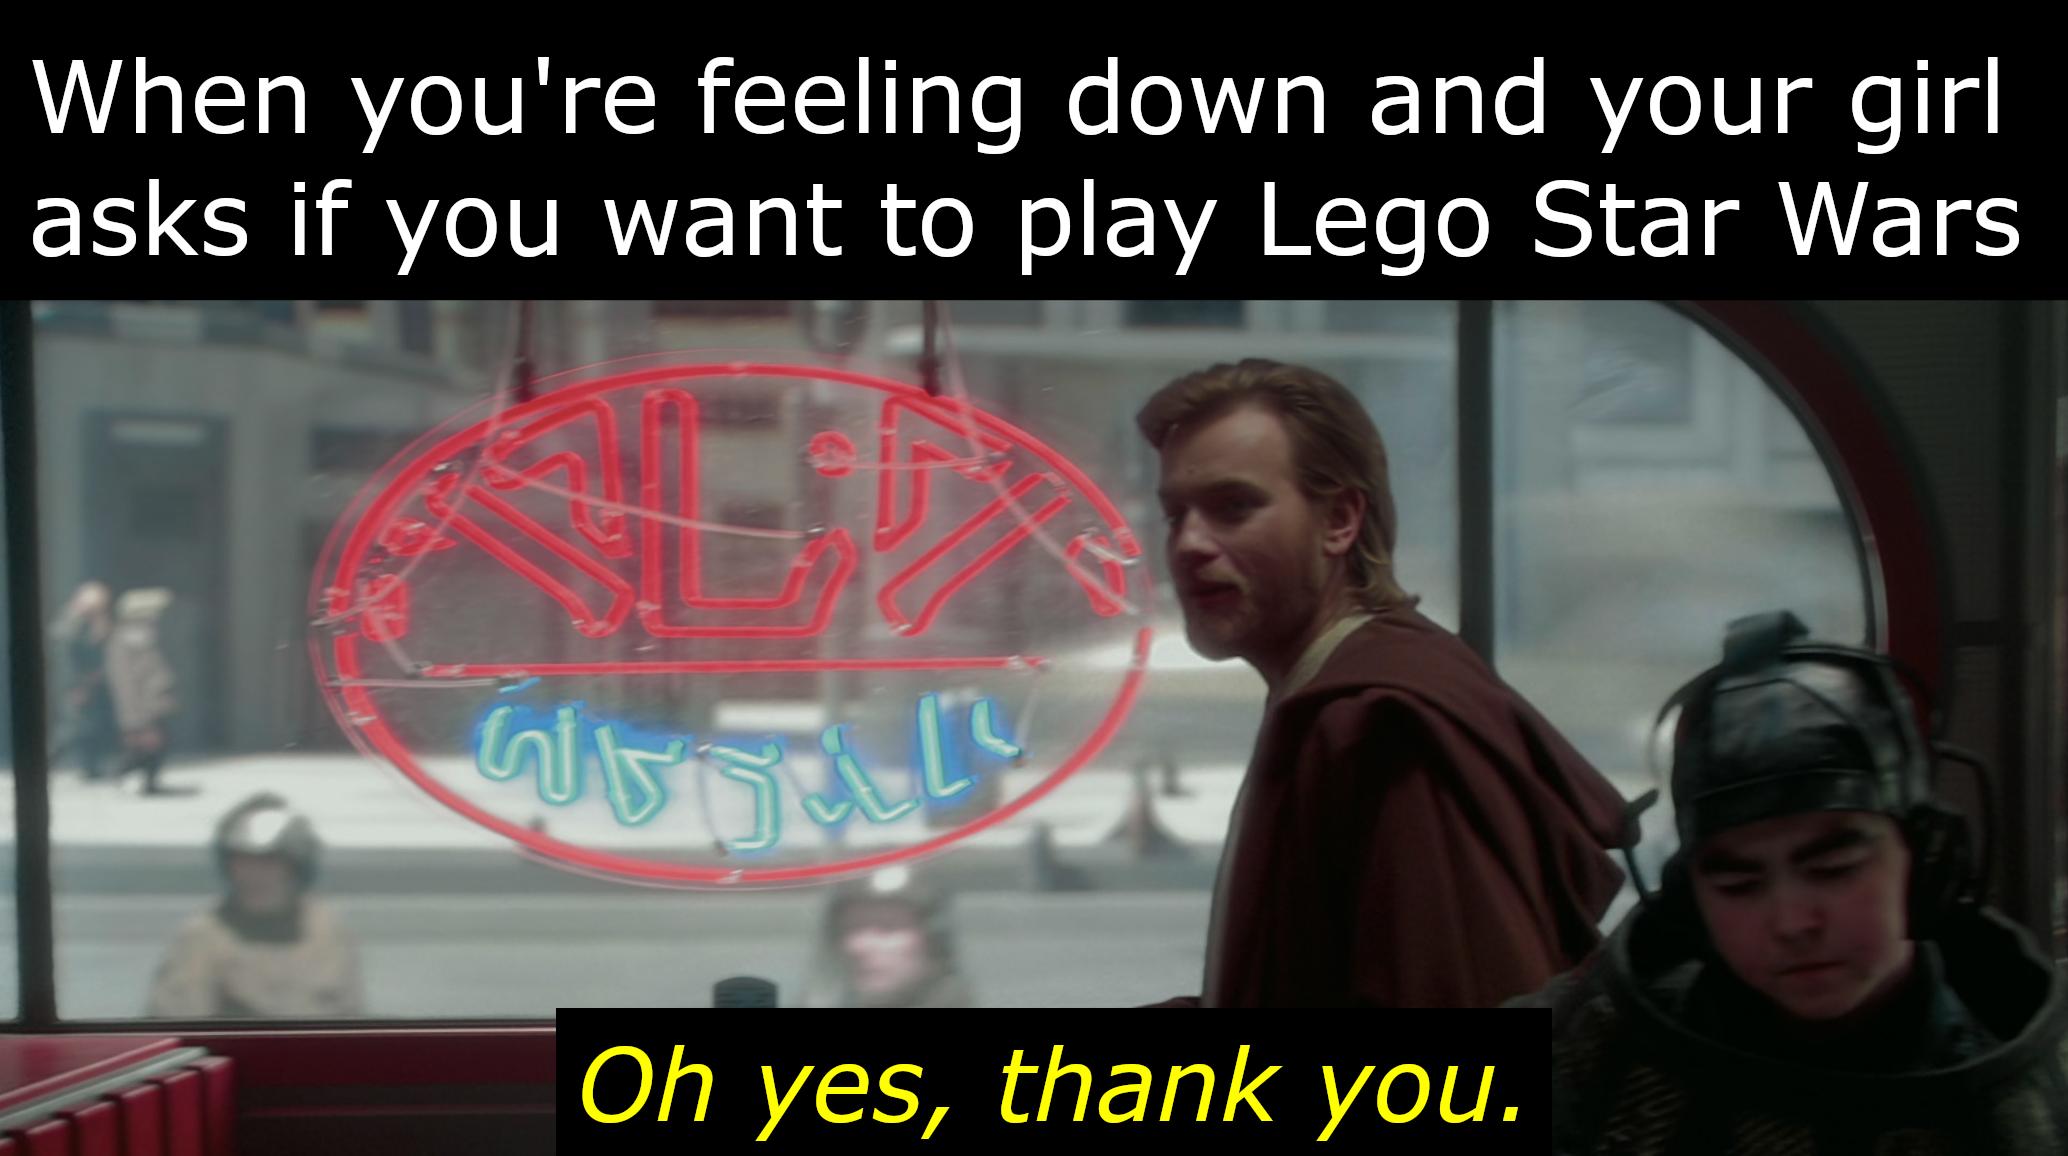 When you're feeling down and your girl
asks if you want to play Lego Star Wars
Oh yes, thank you.